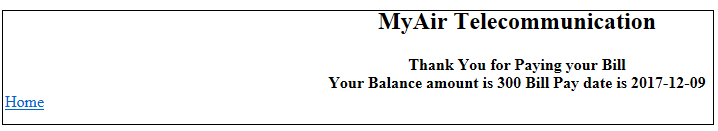 MyAir Telecommunication
Thank You for Paying your Bill
Your Balance amount is 300 Bill Pay date is 2017-12-09
Home